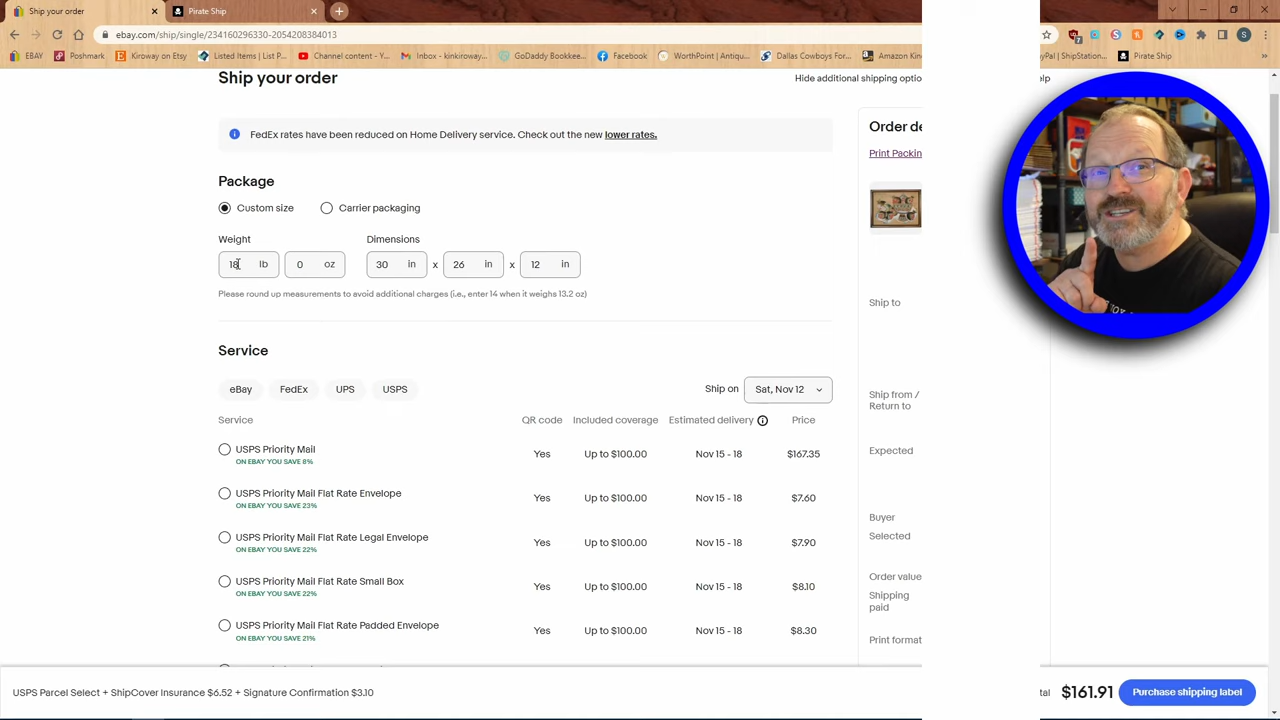 Ship your order
Pirate Ship
ebay.com/ship/single/234160296330-2054208384013
EBAY
Poshmark
Kiroway on Etsy
Listed Items | List P...
Channel content - Y...
Inbox - kinkiroway...
GoDaddy Bookkee...
Facebook
WorthPoint | Antiqu...
Dallas Cowboys For...
Amazon Kin
yPal | ShipStation...
Pirate Ship
Ship your order
Hide additional shipping optio
elp
FedEx rates have been reduced on Home Delivery service. Check out the new lower rates.
Order de
Print Packin
Package
Custom size
Carrier packaging
Weight
Dimensions
18 lb
0 oz
30 in x 26 in x 12 in
Please round up measurements to avoid additional charges (i.e., enter 14 when it weighs 13.2 oz)
Ship to
Service
eBay
FedEx
UPS
USPS
Ship on
Sat, Nov 12
Ship from /
Return to
Service
QR code
Included coverage
Estimated delivery
Price
USPS Priority Mail
ON EBAY YOU SAVE 8%
Yes
Up to $100.00
Nov 15 - 18
$167.35
Expected
USPS Priority Mail Flat Rate Envelope
ON EBAY YOU SAVE 23%
Yes
Up to $100.00
Nov 15 - 18
$7.60
Buyer
USPS Priority Mail Flat Rate Legal Envelope
ON EBAY YOU SAVE 22%
Yes
Up to $100.00
Nov 15 - 18
$7.90
Selected
USPS Priority Mail Flat Rate Small Box
ON EBAY YOU SAVE 22%
Yes
Up to $100.00
Nov 15 - 18
$8.10
Order value
Shipping
paid
USPS Priority Mail Flat Rate Padded Envelope
ON EBAY YOU SAVE 21%
Yes
Up to $100.00
Nov 15 - 18
$8.30
Print format
USPS Parcel Select + ShipCover Insurance $6.52 + Signature Confirmation $3.10
tal
$161.91
Purchase shipping label